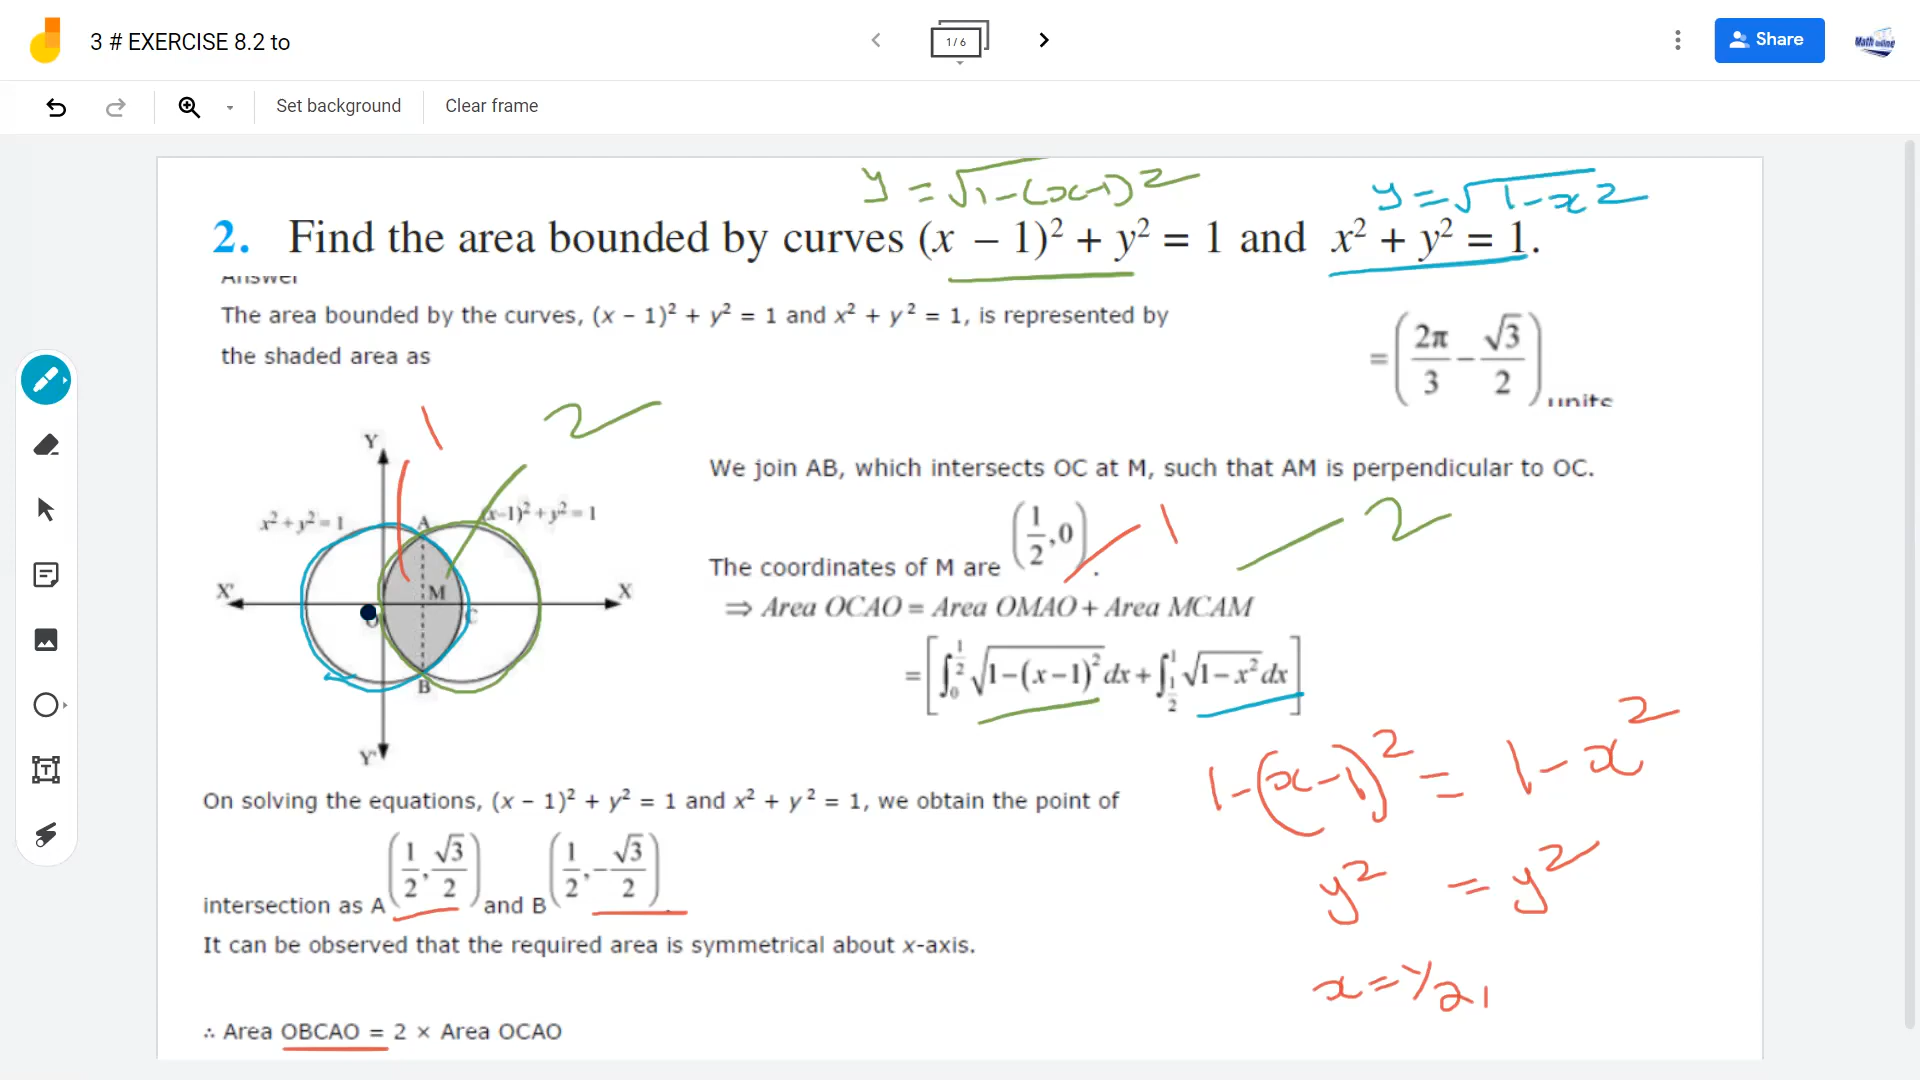 3 # EXERCISE 8.2 to
1 / 6
Share
Math online
Set background
Clear frame
y = √1-(x-1)²
y = √1-x²
2. Find the area bounded by curves (x – 1)² + y² = 1 and x² + y² = 1.
Answer
The area bounded by the curves, (x – 1)² + y² = 1 and x² + y² = 1, is represented by
the shaded area as
= (2π/3 − √3/2) units
1
2
Y
x² + y² = 1
A
(x–1)² + y² = 1
X'
M
X
O
C
B
Y'
We join AB, which intersects OC at M, such that AM is perpendicular to OC.
The coordinates of M are (1/2, 0).
1
2
⇒ Area OCAO = Area OMAO + Area MCAM
= [∫₀^(1/2) √(1−(x−1)²) dx + ∫_(1/2)^1 √(1−x²) dx]
1-(x-1)² = 1-x²
y² = y²
x = 1/2
On solving the equations, (x – 1)² + y² = 1 and x² + y² = 1, we obtain the point of
intersection as A (1/2, √3/2) and B (1/2, −√3/2).
It can be observed that the required area is symmetrical about x-axis.
∴ Area OBCAO = 2 × Area OCAO